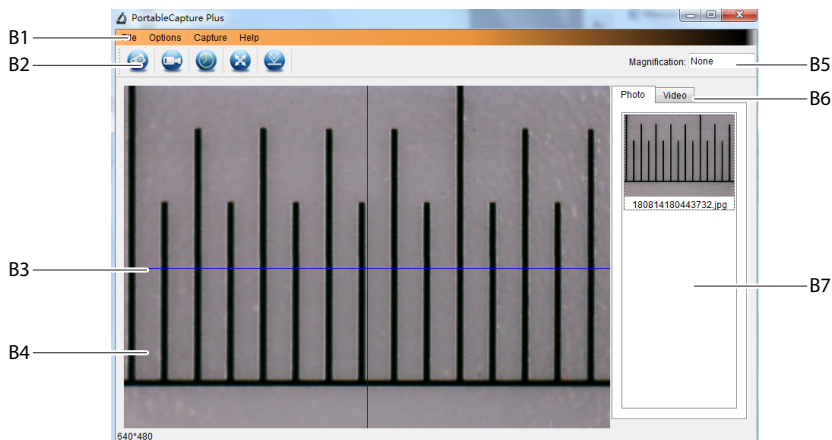 PortableCapture Plus
B1
File Options Capture Help
B2
Magnification: None
B5
Photo Video
B6
180814180443732.jpg
B3
B7
B4
640*480